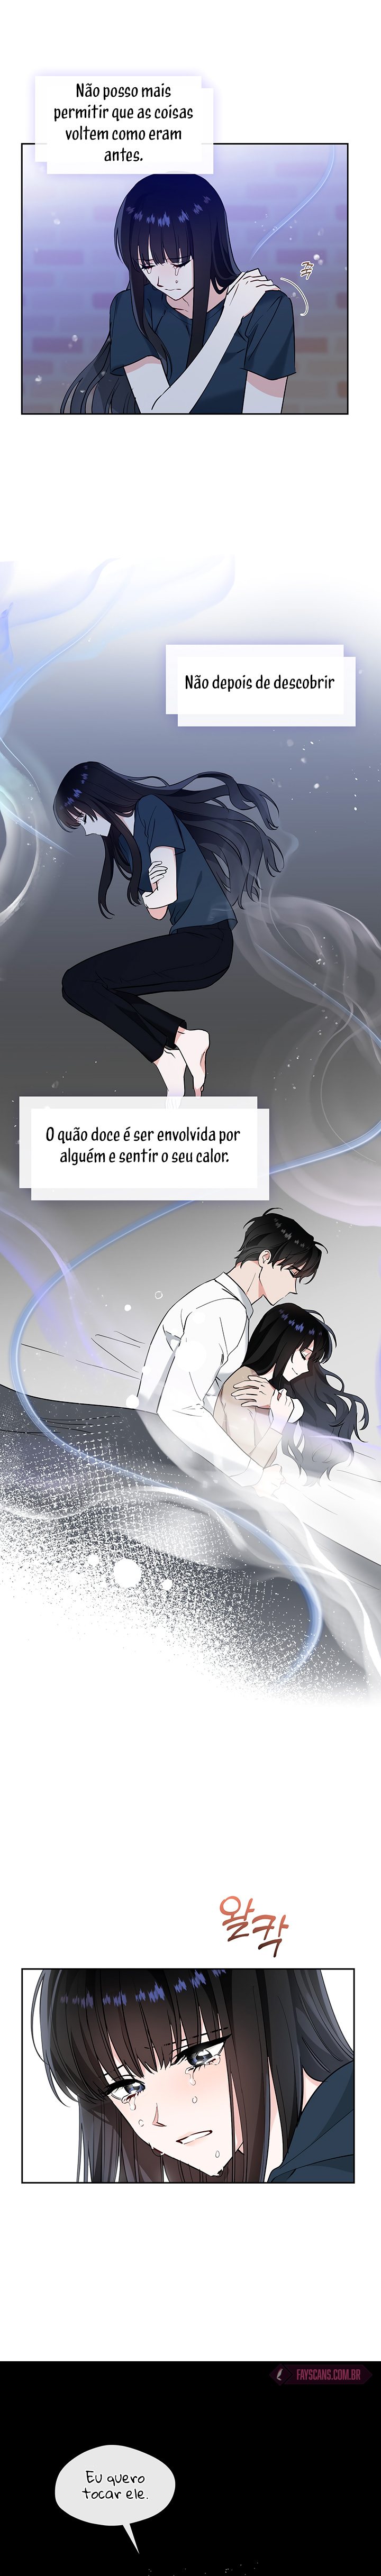 Não posso mais
permitir que as coisas
voltem como eram
antes.
Não depois de descobrir
O quão doce é ser envolvida por
alguém e sentir o seu calor.
왈칵
FAYSCANS.COM.BR
Eu quero
tocar ele.